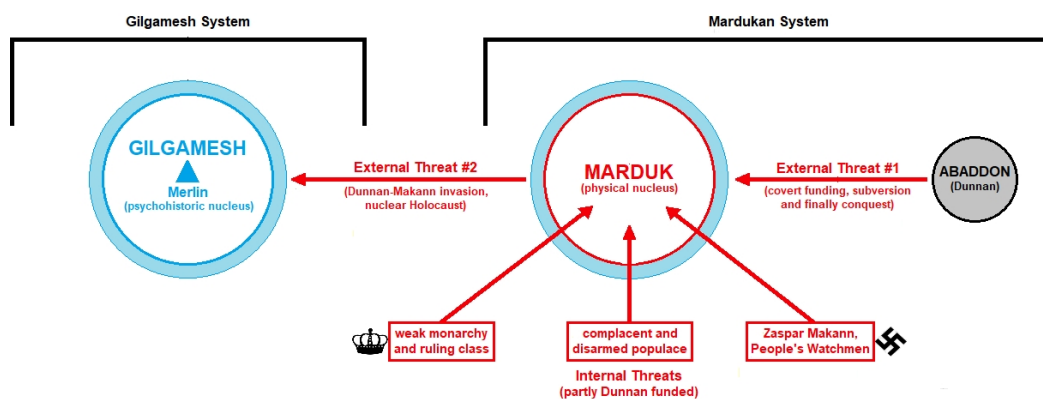 Gilgamesh System
Mardukan System
GILGAMESH
Merlin
(psychohistoric nucleus)
External Threat #2
(Dunnan-Makann invasion,
nuclear Holocaust)
MARDUK
(physical nucleus)
External Threat #1
(covert funding, subversion
and finally conquest)
ABADDON
(Dunnan)
weak monarchy
and ruling class
complacent and
disarmed populace
Zaspar Makann,
People's Watchmen
Internal Threats
(partly Dunnan funded)